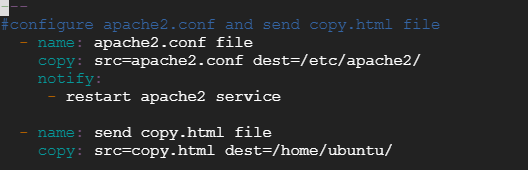 ---
#configure apache2.conf and send copy.html file
  - name: apache2.conf file
    copy: src=apache2.conf dest=/etc/apache2/
    notify:
     - restart apache2 service

  - name: send copy.html file
    copy: src=copy.html dest=/home/ubuntu/